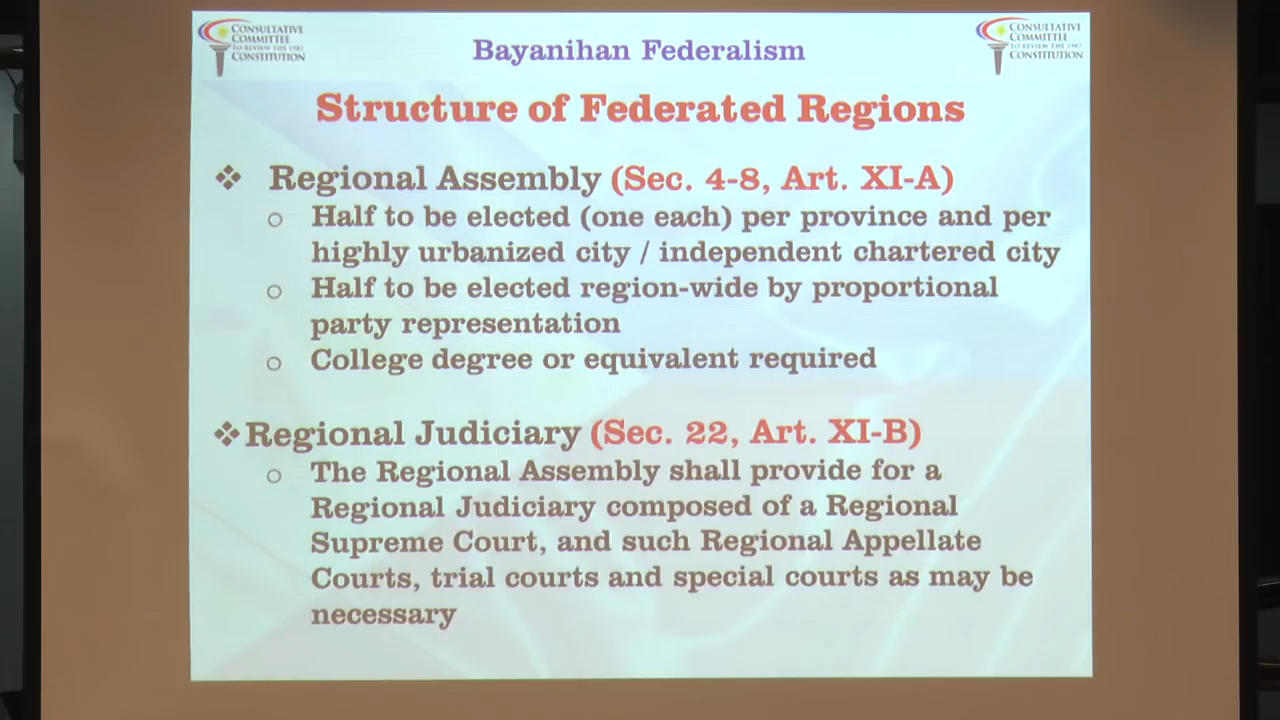 CONSULTATIVE
COMMITTEE
TO REVIEW THE 1987
CONSTITUTION
Bayanihan Federalism
CONSULTATIVE
COMMITTEE
TO REVIEW THE 1987
CONSTITUTION
Structure of Federated Regions
❖ Regional Assembly (Sec. 4-8, Art. XI-A)
o Half to be elected (one each) per province and per
highly urbanized city / independent chartered city
o Half to be elected region-wide by proportional
party representation
o College degree or equivalent required
❖ Regional Judiciary (Sec. 22, Art. XI-B)
o The Regional Assembly shall provide for a
Regional Judiciary composed of a Regional
Supreme Court, and such Regional Appellate
Courts, trial courts and special courts as may be
necessary